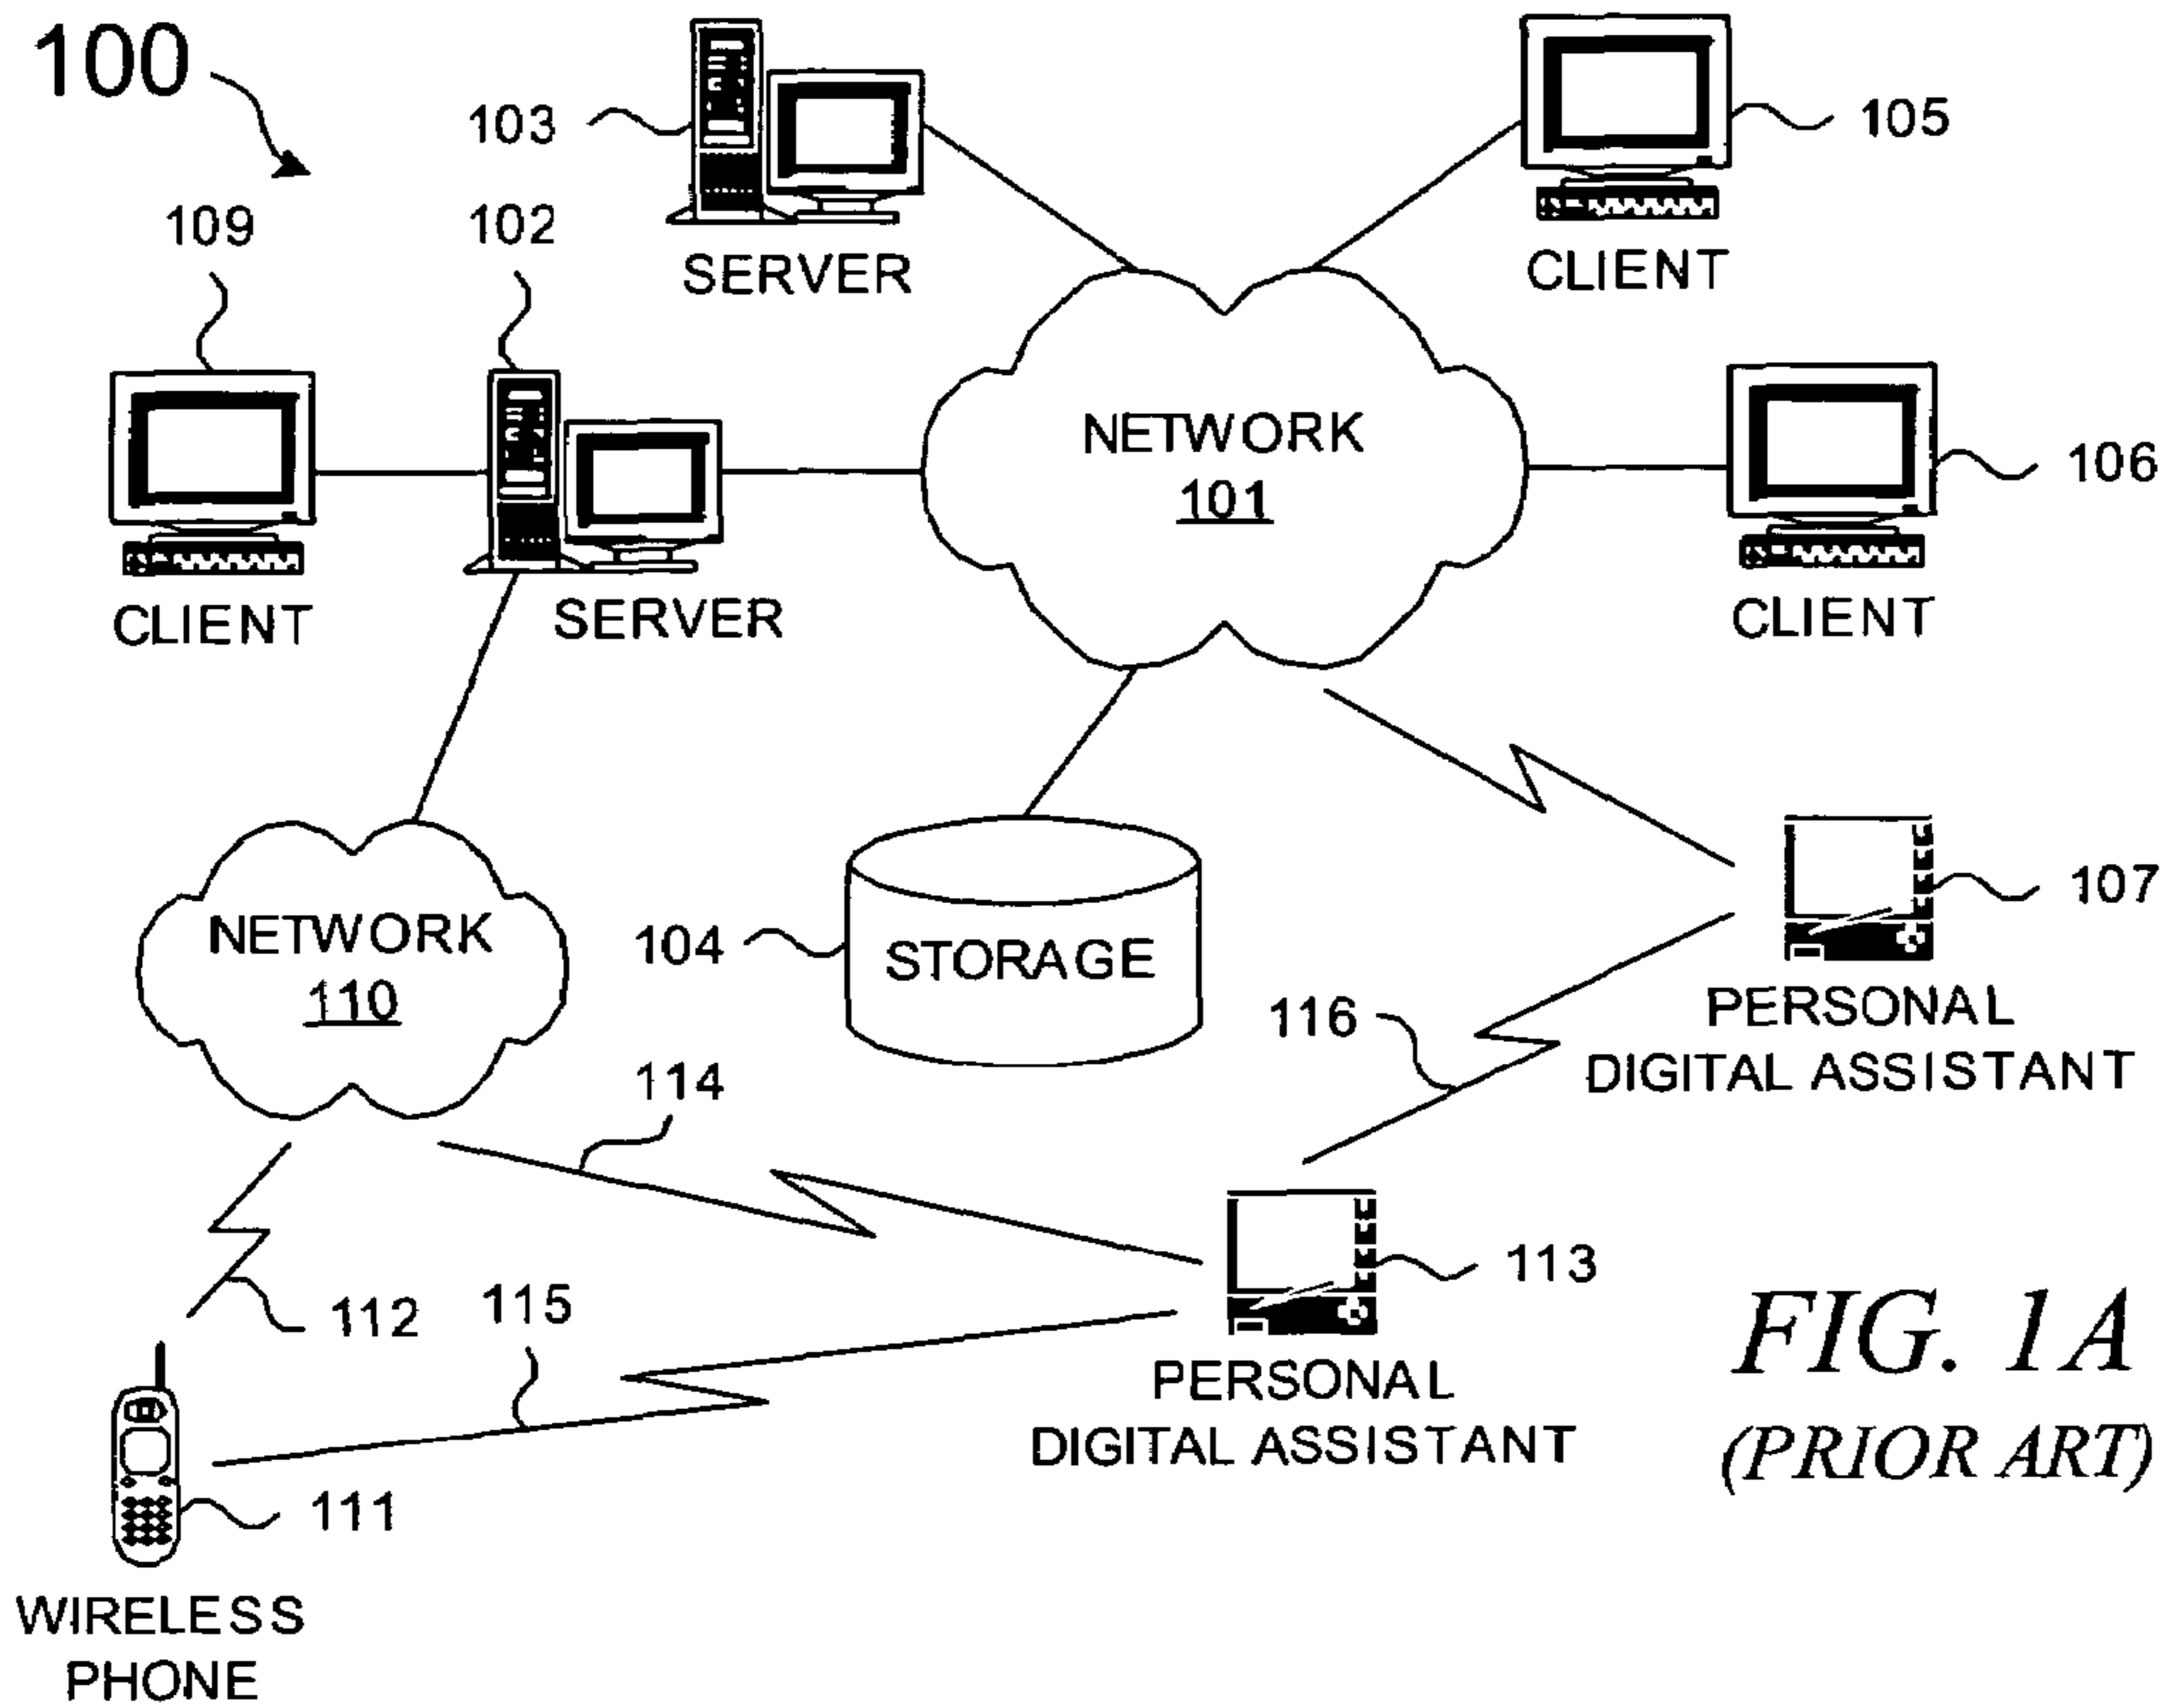 100
103
105
109
102
SERVER
CLIENT
NETWORK
101
106
CLIENT
SERVER
CLIENT
107
NETWORK
110
104
STORAGE
116
PERSONAL
DIGITAL ASSISTANT
114
113
112
115
PERSONAL
DIGITAL ASSISTANT
FIG. 1A
(PRIOR ART)
111
WIRELESS
PHONE